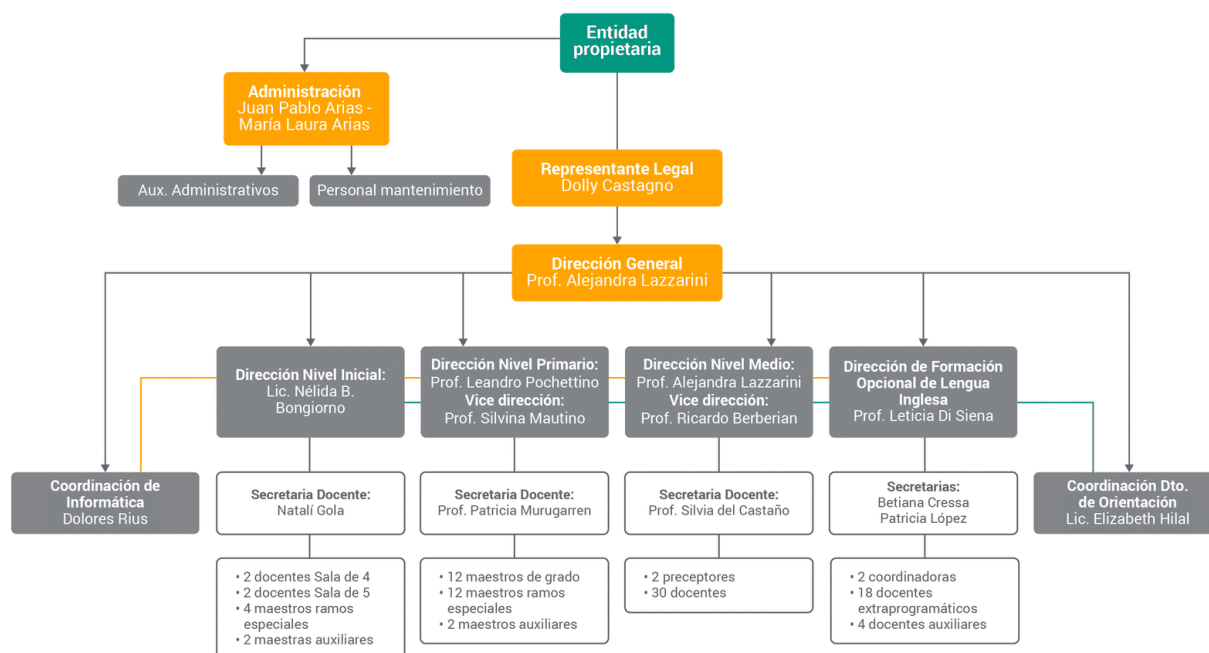 Entidad
propietaria
Administración
Juan Pablo Arias -
María Laura Arias
Aux. Administrativos
Personal mantenimiento
Representante Legal
Dolly Castagno
Dirección General
Prof. Alejandra Lazzarini
Dirección Nivel Inicial:
Lic. Nélida B.
Bongiorno
Dirección Nivel Primario:
Prof. Leandro Pochettino
Vice dirección:
Prof. Silvina Mautino
Dirección Nivel Medio:
Prof. Alejandra Lazzarini
Vice dirección:
Prof. Ricardo Berberian
Dirección de Formación
Opcional de Lengua
Inglesa
Prof. Leticia Di Siena
Coordinación de
Informática
Dolores Rius
Secretaria Docente:
Natalí Gola
Secretaria Docente:
Prof. Patricia Murugarren
Secretaria Docente:
Prof. Silvia del Castaño
Secretarias:
Betiana Cressa
Patricia López
Coordinación Dto.
de Orientación
Lic. Elizabeth Hilal
• 2 docentes Sala de 4
• 2 docentes Sala de 5
• 4 maestros ramos
especiales
• 2 maestras auxiliares
• 12 maestros de grado
• 12 maestros ramos
especiales
• 2 maestros auxiliares
• 2 preceptores
• 30 docentes
• 2 coordinadoras
• 18 docentes
extraprogramáticos
• 4 docentes auxiliares